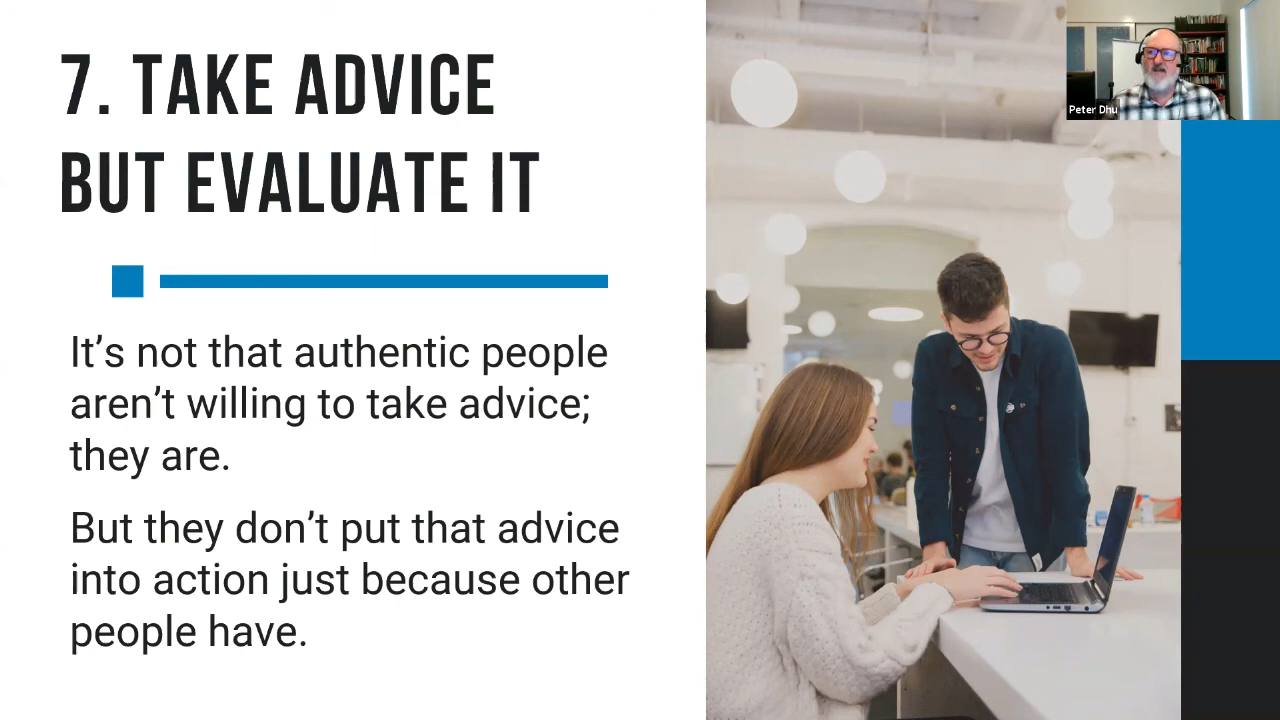 7. TAKE ADVICE
BUT EVALUATE IT
It’s not that authentic people
aren’t willing to take advice;
they are.
But they don’t put that advice
into action just because other
people have.
Peter Dhu